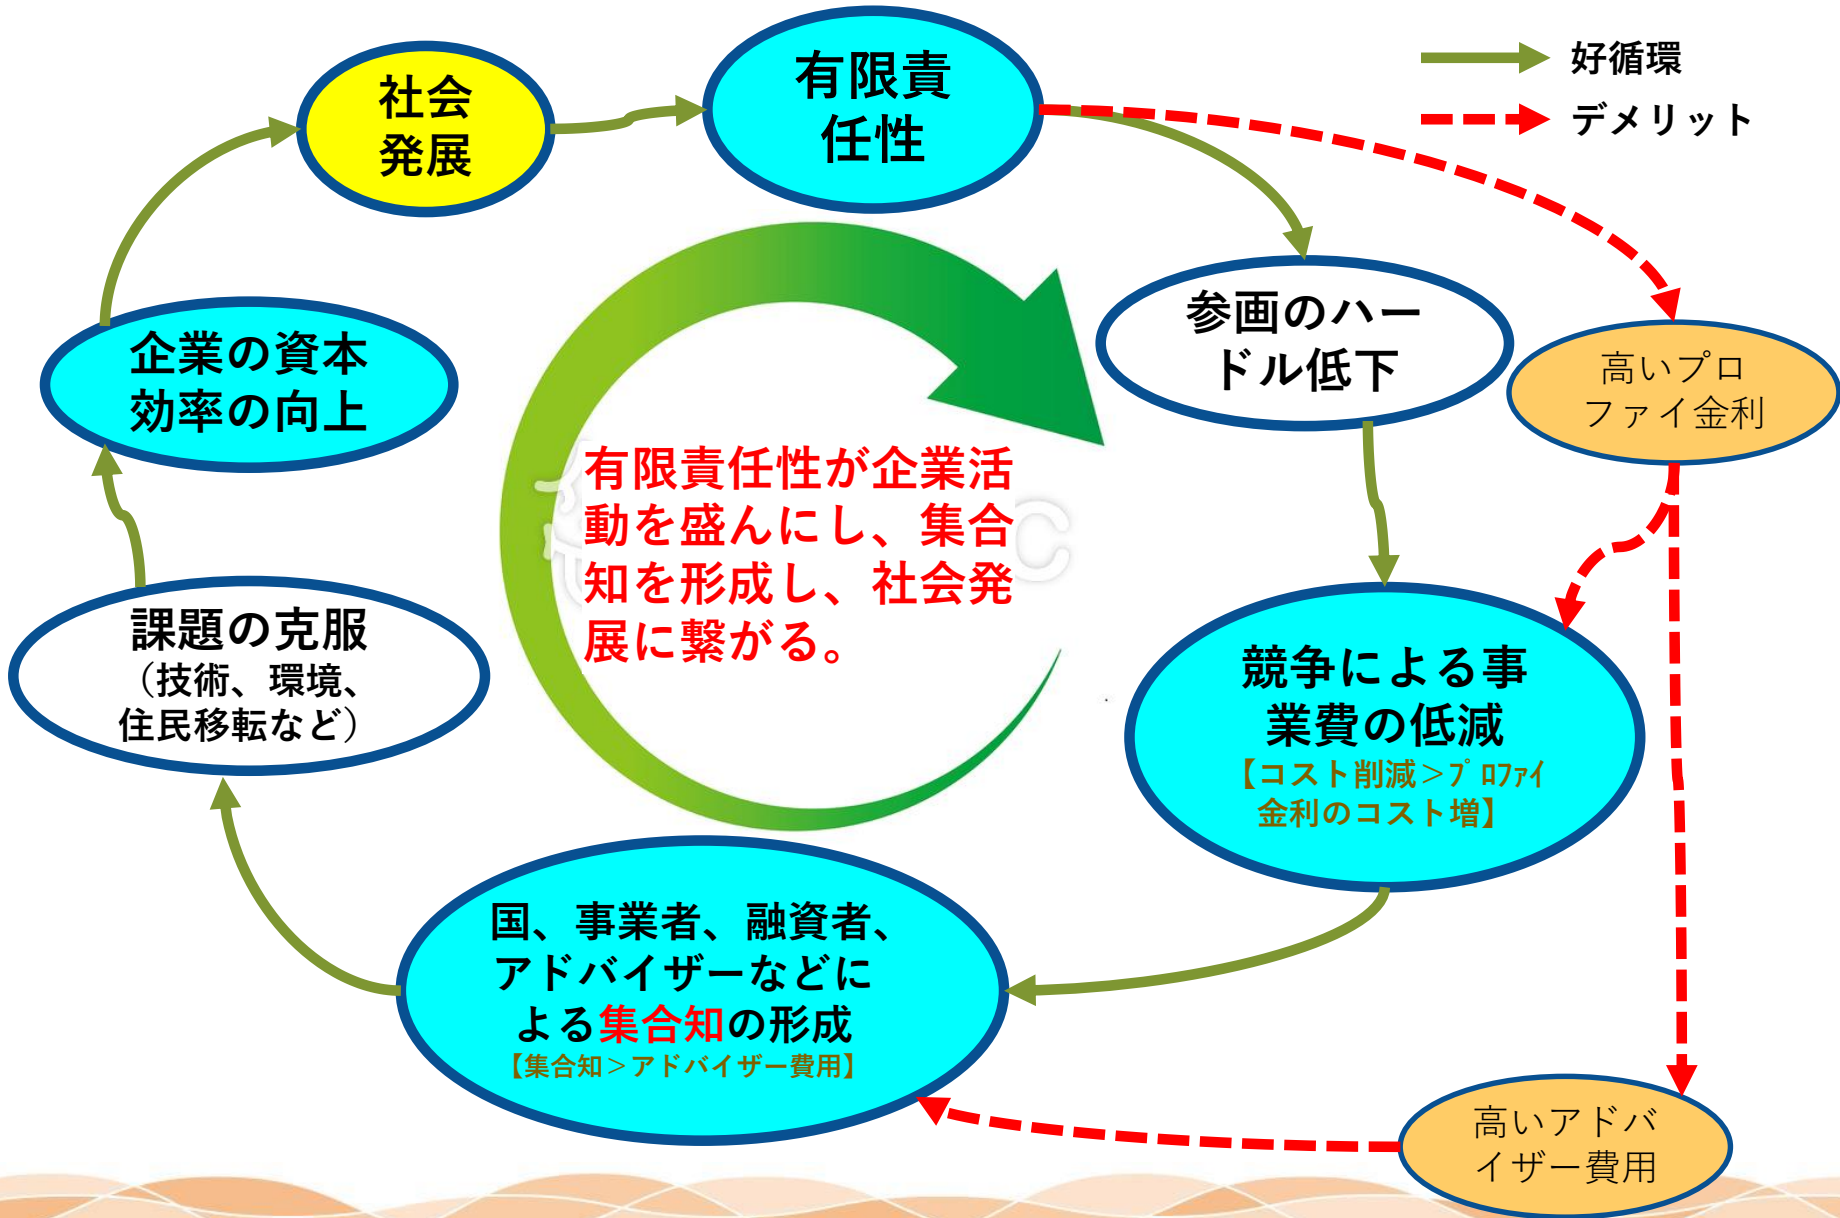 社会
発展
有限責
任性
好循環
デメリット
参画のハー
ドル低下
高いプロ
ファイ金利
企業の資本
効率の向上
有限責任性が企業活
動を盛んにし、集合
知を形成し、社会発
展に繋がる。
課題の克服
（技術、環境、
住民移転など）
競争による事
業費の低減
【コスト削減＞ﾌﾟﾛﾌｧｲ
金利のコスト増】
国、事業者、融資者、
アドバイザーなどに
よる集合知の形成
【集合知＞アドバイザー費用】
高いアドバ
イザー費用